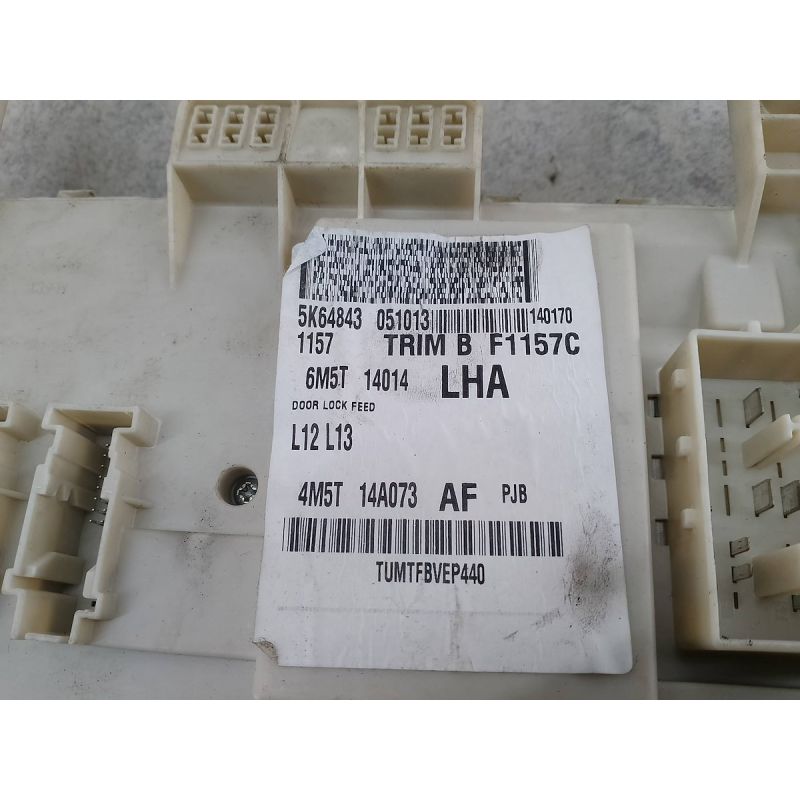 5K64843 051013 140170
1157 TRIM B F1157C
6M5T 14014 LHA
DOOR LOCK FEED
L12 L13
4M5T 14A073 AF PJB
TUMTFBVEP440